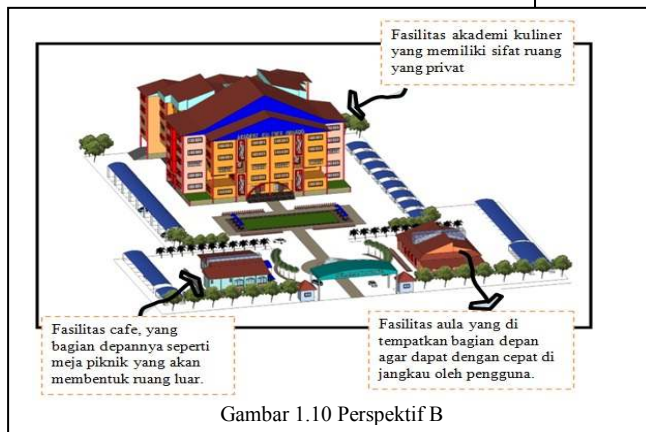 Fasilitas akademi kuliner
yang memiliki sifat ruang
yang privat
Fasilitas cafe, yang
bagian depannya seperti
meja piknik yang akan
membentuk ruang luar.
Fasilitas aula yang di
tempatkan bagian depan
agar dapat dengan cepat di
jangkau oleh pengguna.
Gambar 1.10 Perspektif B